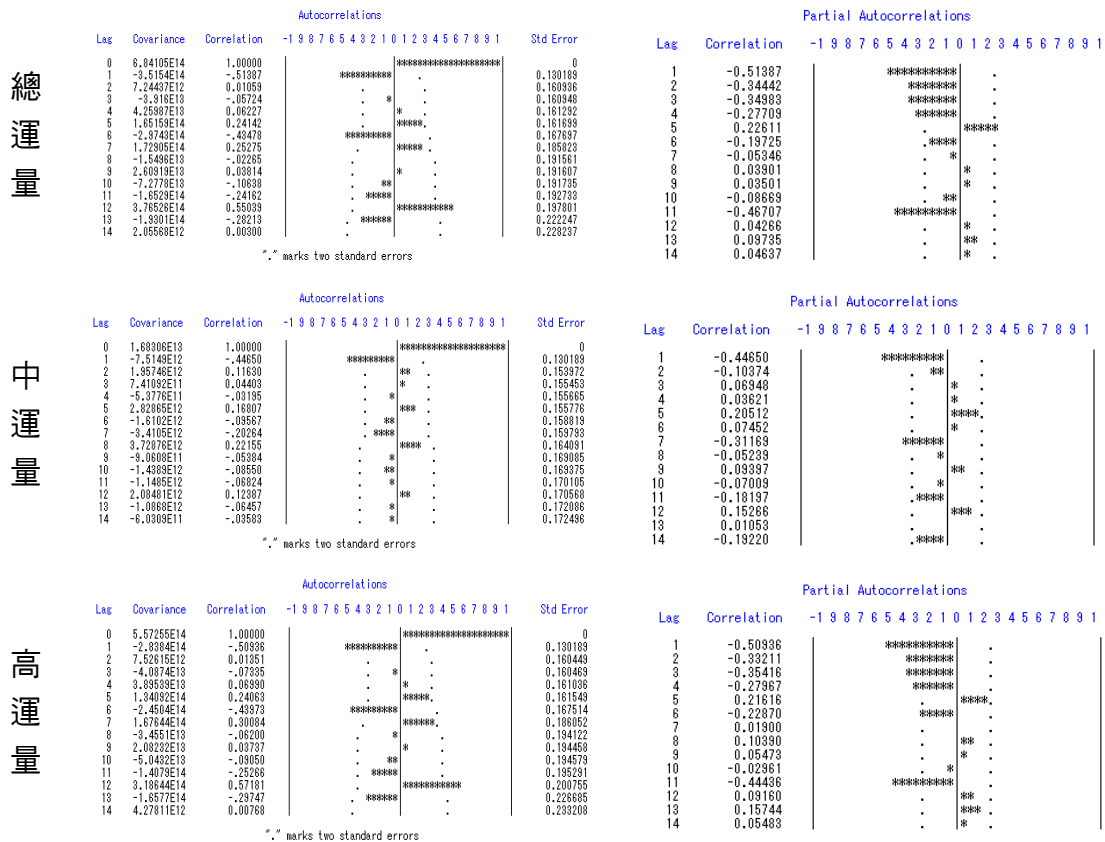 總運量
Autocorrelations
Lag Covariance Correlation -1 9 8 7 6 5 4 3 2 1 0 1 2 3 4 5 6 7 8 9 1 Std Error
0 6.84105E14 1.00000 |********************| 0
1 -3.5154E14 -.51387 **********| . 0.130189
2 7.24437E12 0.01059 . | . 0.160936
3 -3.916E13 -.05724 . *| . 0.160948
4 4.25987E13 0.06227 . |* . 0.161292
5 1.65159E14 0.24142 . |*****. 0.161699
6 -2.9743E14 -.43478 *********| . 0.167697
7 1.72905E14 0.25275 . |***** . 0.185823
8 -1.5496E13 -.02265 . | . 0.191561
9 2.60919E13 0.03814 . |* . 0.191607
10 -7.2778E13 -.10638 . **| . 0.191735
11 -1.6529E14 -.24162 . *****| . 0.192733
12 3.76526E14 0.55039 . |*********** 0.197801
13 -1.9301E14 -.28213 . ******| . 0.222247
14 2.05568E12 0.00300 . | . 0.228237
"." marks two standard errors
Partial Autocorrelations
Lag Correlation -1 9 8 7 6 5 4 3 2 1 0 1 2 3 4 5 6 7 8 9 1
1 -0.51387 **********| .
2 -0.34442 *******| .
3 -0.34983 *******| .
4 -0.27709 ******| .
5 0.22611 . |*****
6 -0.19725 .****| .
7 -0.05346 . *| .
8 0.03901 . |* .
9 0.03501 . |* .
10 -0.08669 . **| .
11 -0.46707 *********| .
12 0.04266 . |* .
13 0.09735 . |** .
14 0.04637 . |* .
中運量
Autocorrelations
Lag Covariance Correlation -1 9 8 7 6 5 4 3 2 1 0 1 2 3 4 5 6 7 8 9 1 Std Error
0 1.68306E13 1.00000 |********************| 0
1 -7.5149E12 -.44650 *********| . 0.130189
2 1.95746E12 0.11630 . |** . 0.153972
3 7.41092E11 0.04403 . |* . 0.155453
4 -5.3776E11 -.03195 . *| . 0.155665
5 2.82865E12 0.16807 . |*** . 0.155776
6 -1.6102E12 -.09567 . **| . 0.158819
7 -3.4105E12 -.20264 . ****| . 0.159793
8 3.72876E12 0.22155 . |**** . 0.164091
9 -9.0608E11 -.05384 . *| . 0.169085
10 -1.4389E12 -.08550 . **| . 0.169375
11 -1.1485E12 -.06824 . *| . 0.170105
12 2.08481E12 0.12387 . |** . 0.170568
13 -1.0868E12 -.06457 . *| . 0.172086
14 -6.0309E11 -.03583 . *| . 0.172496
"." marks two standard errors
Partial Autocorrelations
Lag Correlation -1 9 8 7 6 5 4 3 2 1 0 1 2 3 4 5 6 7 8 9 1
1 -0.44650 *********| .
2 -0.10374 . **| .
3 0.06948 . |* .
4 0.03621 . |* .
5 0.20512 . |****.
6 0.07452 . |* .
7 -0.31169 ******| .
8 -0.05239 . *| .
9 0.09397 . |** .
10 -0.07009 . *| .
11 -0.18197 .****| .
12 0.15266 . |*** .
13 0.01053 . | .
14 -0.19220 .****| .
高運量
Autocorrelations
Lag Covariance Correlation -1 9 8 7 6 5 4 3 2 1 0 1 2 3 4 5 6 7 8 9 1 Std Error
0 5.57255E14 1.00000 |********************| 0
1 -2.8384E14 -.50936 **********| . 0.130189
2 7.52615E12 0.01351 . | . 0.160449
3 -4.0874E13 -.07335 . *| . 0.160469
4 3.89539E13 0.06990 . |* . 0.161036
5 1.34092E14 0.24063 . |*****. 0.161549
6 -2.4504E14 -.43973 *********| . 0.167514
7 1.67644E14 0.30084 . |******. 0.186052
8 -3.4551E13 -.06200 . *| . 0.194122
9 2.08232E13 0.03737 . |* . 0.194458
10 -5.0432E13 -.09050 . **| . 0.194579
11 -1.4079E14 -.25266 . *****| . 0.195291
12 3.18644E14 0.57181 . |*********** 0.200755
13 -1.6577E14 -.29747 . ******| . 0.226685
14 4.27811E12 0.00768 . | . 0.233208
"." marks two standard errors
Partial Autocorrelations
Lag Correlation -1 9 8 7 6 5 4 3 2 1 0 1 2 3 4 5 6 7 8 9 1
1 -0.50936 **********| .
2 -0.33211 *******| .
3 -0.35416 *******| .
4 -0.27967 ******| .
5 0.21616 . |****.
6 -0.22870 *****| .
7 0.01900 . | .
8 0.10390 . |** .
9 0.05473 . |* .
10 -0.02961 . *| .
11 -0.44436 *********| .
12 0.09160 . |** .
13 0.15744 . |*** .
14 0.05483 . |* .